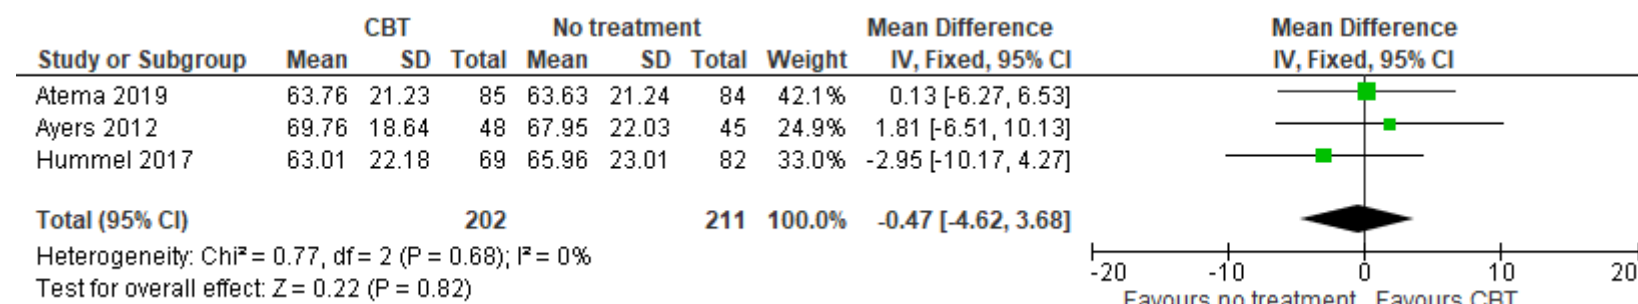 CBT No treatment Mean Difference Mean Difference
Study or Subgroup Mean SD Total Mean SD Total Weight IV, Fixed, 95% CI IV, Fixed, 95% CI
Atema 2019 63.76 21.23 85 63.63 21.24 84 42.1% 0.13 [-6.27, 6.53]
Ayers 2012 69.76 18.64 48 67.95 22.03 45 24.9% 1.81 [-6.51, 10.13]
Hummel 2017 63.01 22.18 69 65.96 23.01 82 33.0% -2.95 [-10.17, 4.27]
Total (95% CI) 202 211 100.0% -0.47 [-4.62, 3.68]
Heterogeneity: Chi² = 0.77, df = 2 (P = 0.68); I² = 0%
Test for overall effect: Z = 0.22 (P = 0.82)
-20 -10 0 10 20
Favours no treatment Favours CBT